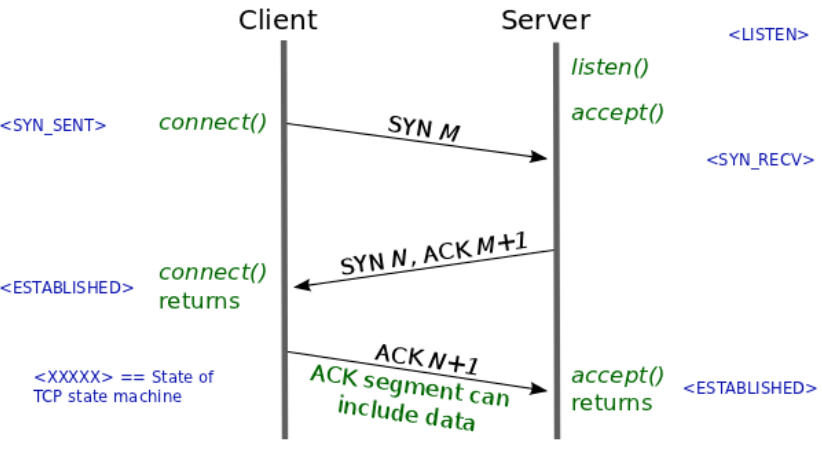 Client
Server
<LISTEN>
listen()
accept()
<SYN_SENT>
connect()
SYN M
<SYN_RECV>
SYN N, ACK M+1
connect()
returns
<ESTABLISHED>
ACK N+1
ACK segment can
include data
<XXXXX> == State of
TCP state machine
accept()
returns
<ESTABLISHED>